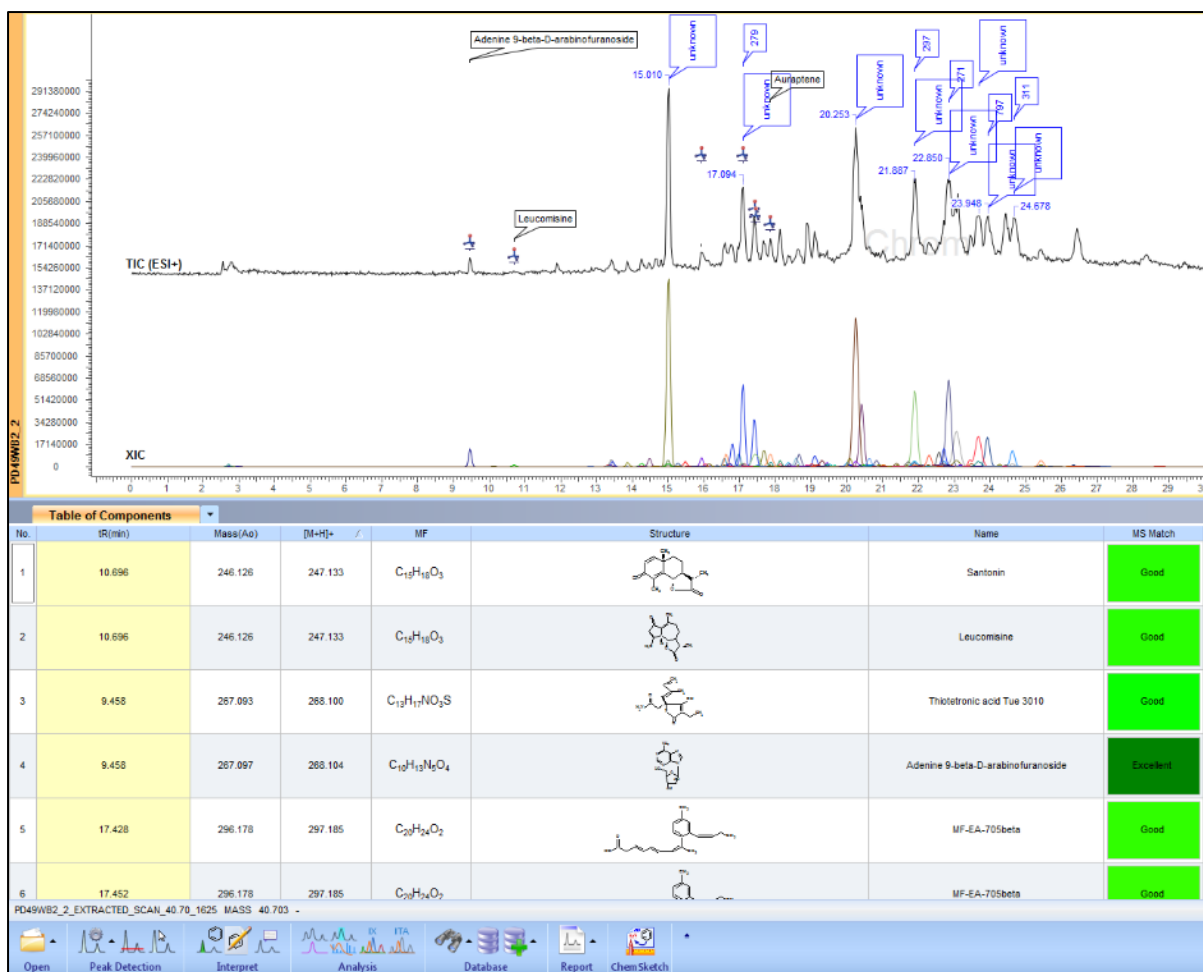 Adenine 9-beta-D-arabinofuranoside
Leucomisine
Auraptene
unknown
279
unknown
unknown
297
unknown
271
unknown
unknown
797
unknown
311
unknown
15.010
17.094
20.253
21.887
22.850
23.948
24.678
291380000
274240000
257100000
239960000
222820000
205680000
188540000
171400000
154260000
137120000
119980000
102840000
85700000
68560000
51420000
34280000
17140000
0
TIC (ESI+)
XIC
Chrom
PD49WB2_2
0 1 2 3 4 5 6 7 8 9 10 11 12 13 14 15 16 17 18 19 20 21 22 23 24 25 26 27 28 29
Table of Components
No. tR(min) Mass(Ao) [M+H]+ MF Structure Name MS Match
1 10.696 246.126 247.133 C15H18O3 Santonin Good
2 10.696 246.126 247.133 C15H18O3 Leucomisine Good
3 9.458 267.093 268.100 C13H17NO3S Thiotetronic acid Tue 3010 Good
4 9.458 267.097 268.104 C10H13N5O4 Adenine 9-beta-D-arabinofuranoside Excellent
5 17.428 296.178 297.185 C20H24O2 MF-EA-705beta Good
6 17.452 296.178 297.185 C20H24O2 MF-EA-705beta Good
PD49WB2_2_EXTRACTED_SCAN_40.70_1625 MASS 40.703 -
IX ITA
Open Peak Detection Interpret Analysis Database Report ChemSketch